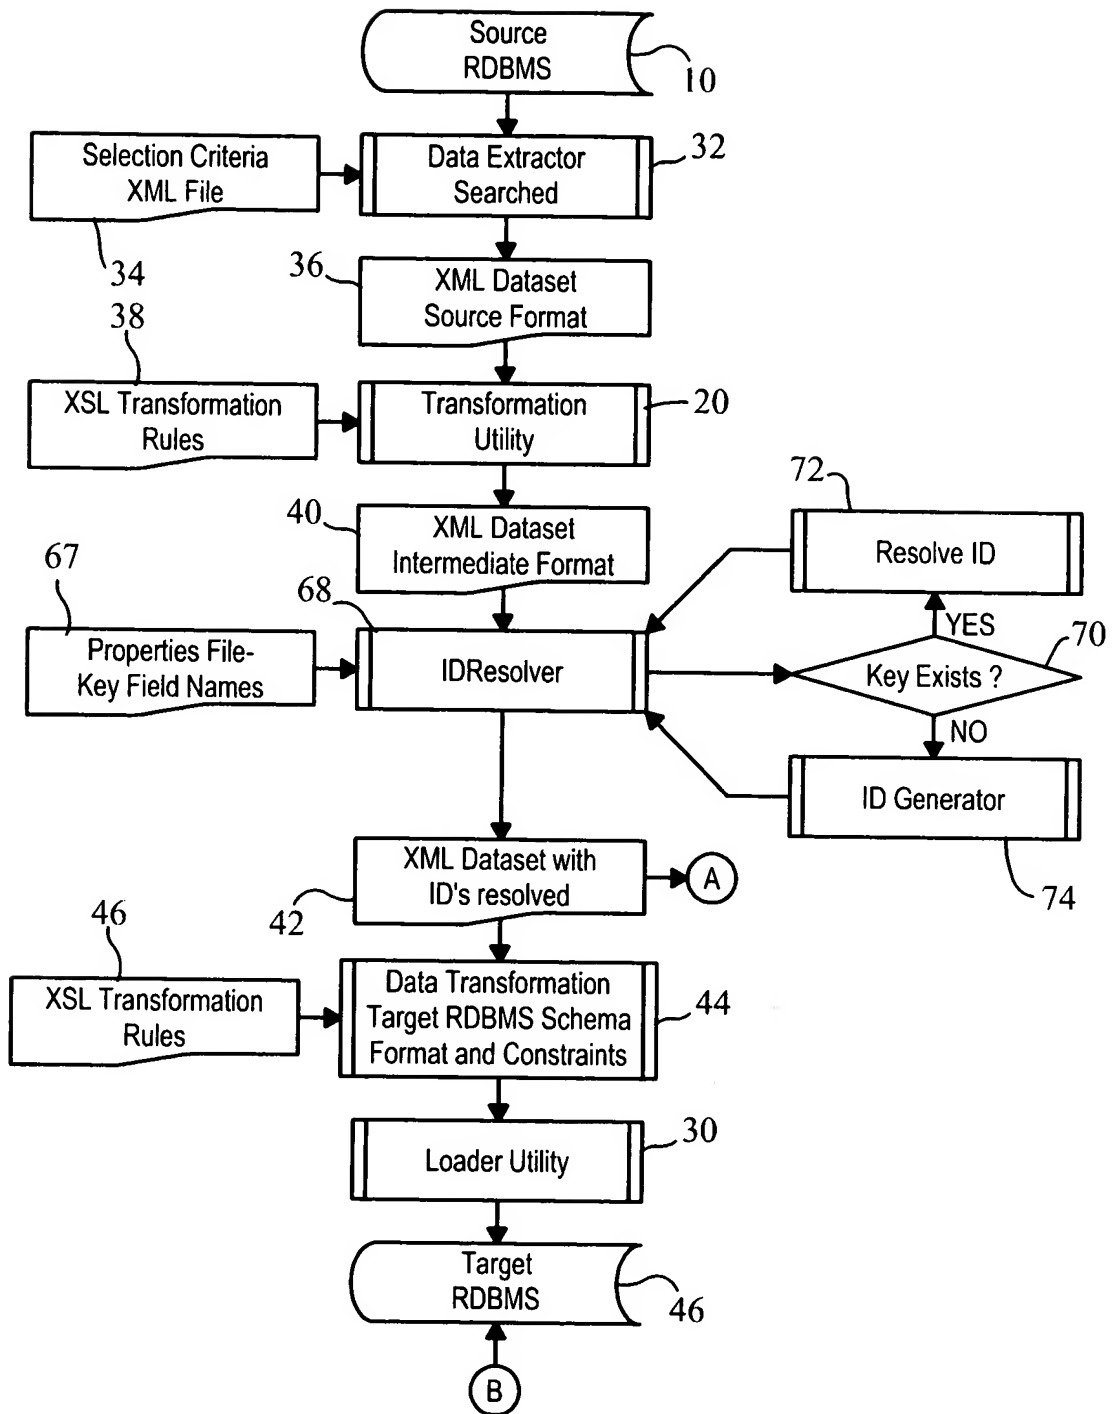 Source
RDBMS
10
Selection Criteria
XML File
34
Data Extractor
Searched
32
36
XML Dataset
Source Format
38
XSL Transformation
Rules
Transformation
Utility
20
40
XML Dataset
Intermediate Format
72
Resolve ID
67
Properties File-
Key Field Names
68
IDResolver
YES
70
Key Exists ?
NO
ID Generator
74
XML Dataset with
ID's resolved
42
A
46
XSL Transformation
Rules
Data Transformation
Target RDBMS Schema
Format and Constraints
44
Loader Utility
30
Target
RDBMS
46
B